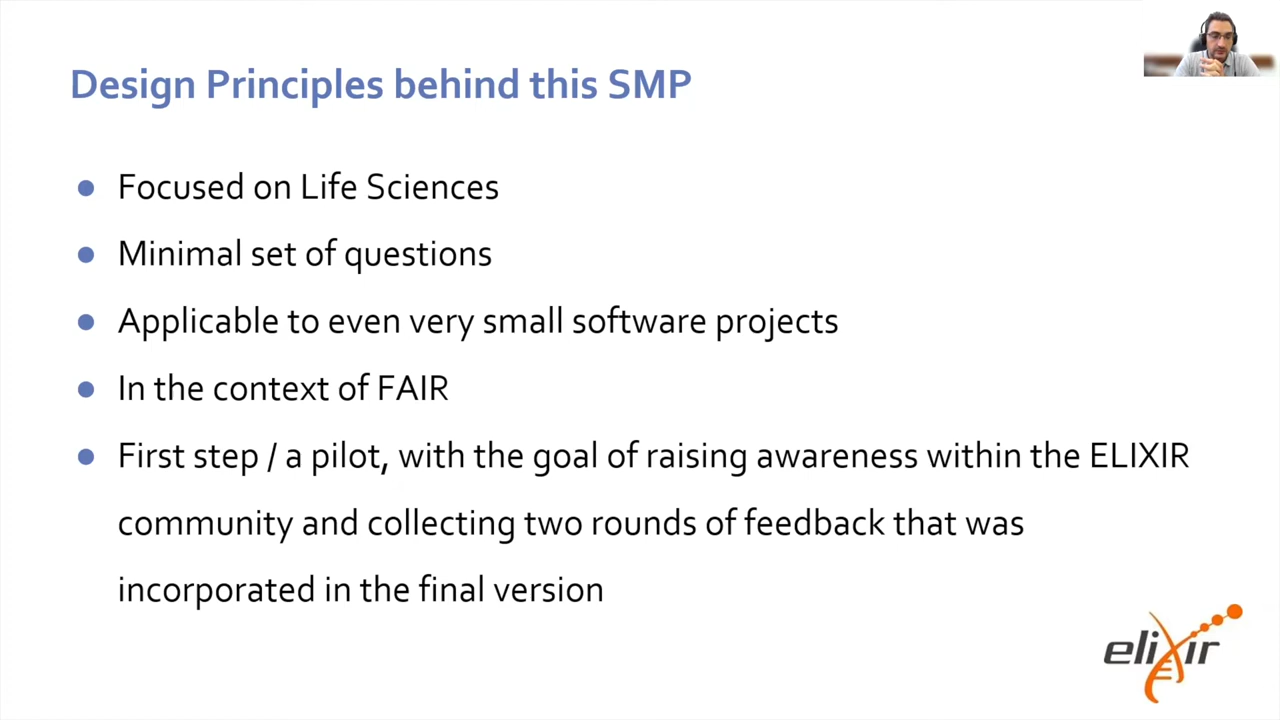 Design Principles behind this SMP
● Focused on Life Sciences
● Minimal set of questions
● Applicable to even very small software projects
● In the context of FAIR
● First step / a pilot, with the goal of raising awareness within the ELIXIR
community and collecting two rounds of feedback that was
incorporated in the final version
elixir